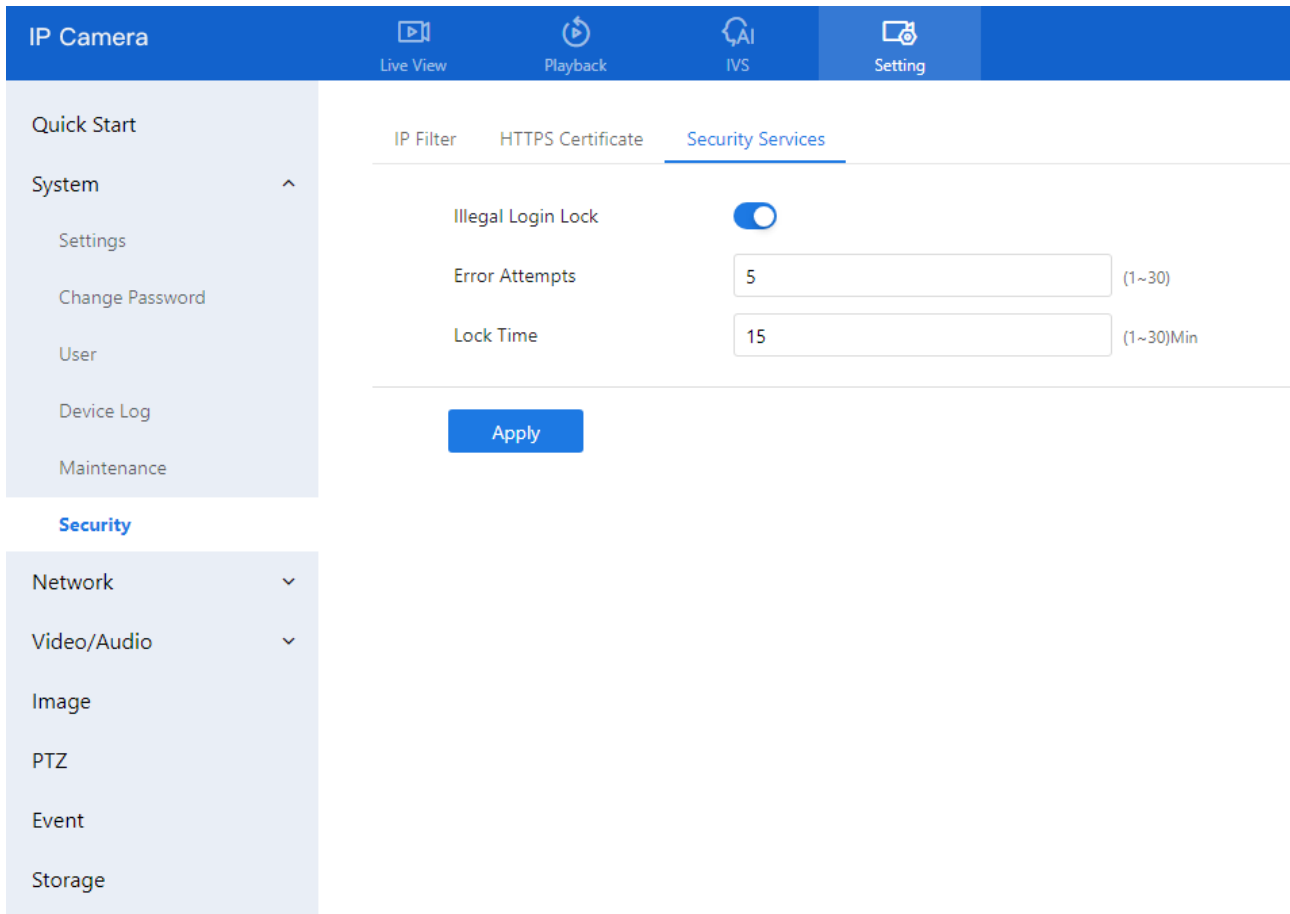 IP Camera
Live View
Playback
AI
IVS
Setting
Quick Start
System
Settings
Change Password
User
Device Log
Maintenance
Security
Network
Video/Audio
Image
PTZ
Event
Storage
IP Filter HTTPS Certificate Security Services
Illegal Login Lock
Error Attempts 5 (1~30)
Lock Time 15 (1~30)Min
Apply